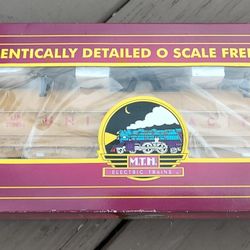 ENTICALLY DETAILED O SCALE FREI
M.T.H.
ELECTRIC TRAINS